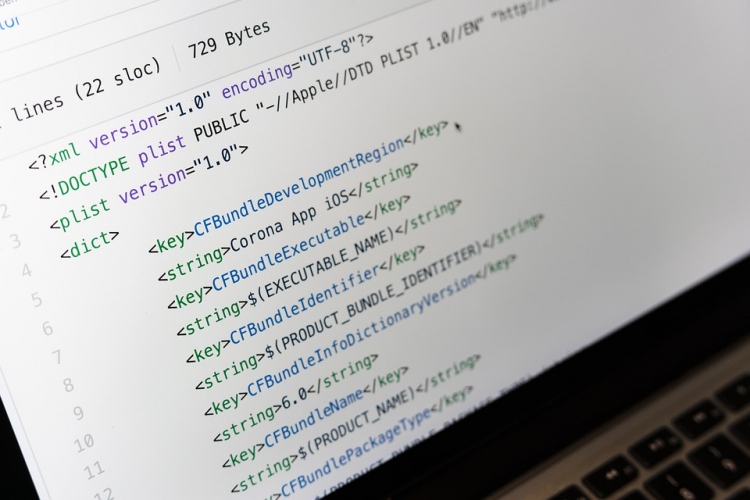 lines (22 sloc) 729 Bytes
<?xml version="1.0" encoding="UTF-8"?>
<!DOCTYPE plist PUBLIC "-//Apple//DTD PLIST 1.0//EN" "http://
2 <plist version="1.0">
3 <dict>
4 <key>CFBundleDevelopmentRegion</key>
5 <string>Corona App iOS</string>
6 <key>CFBundleExecutable</key>
7 <string>$(EXECUTABLE_NAME)</string>
8 <key>CFBundleIdentifier</key>
9 <string>$(PRODUCT_BUNDLE_IDENTIFIER)</string>
10 <key>CFBundleInfoDictionaryVersion</key>
11 <string>6.0</string>
12 <key>CFBundleName</key>
<string>$(PRODUCT_NAME)</string>
<key>CFBundlePackageType</key>